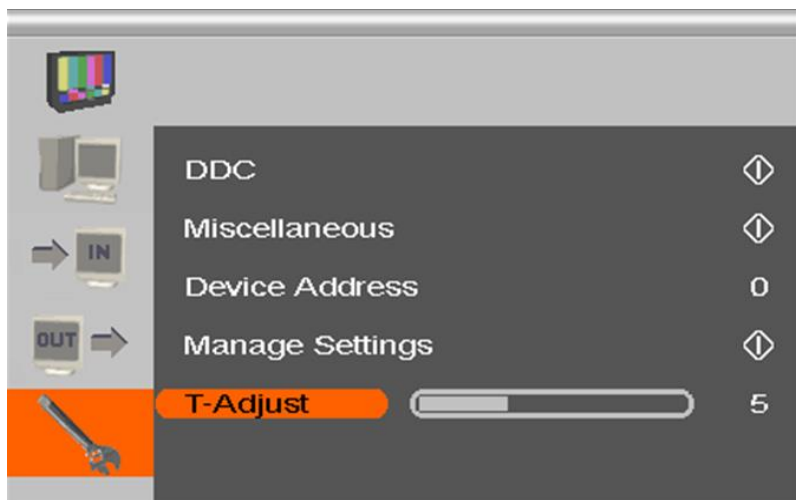 DDC
Miscellaneous
IN
Device Address 0
OUT
Manage Settings
T-Adjust 5